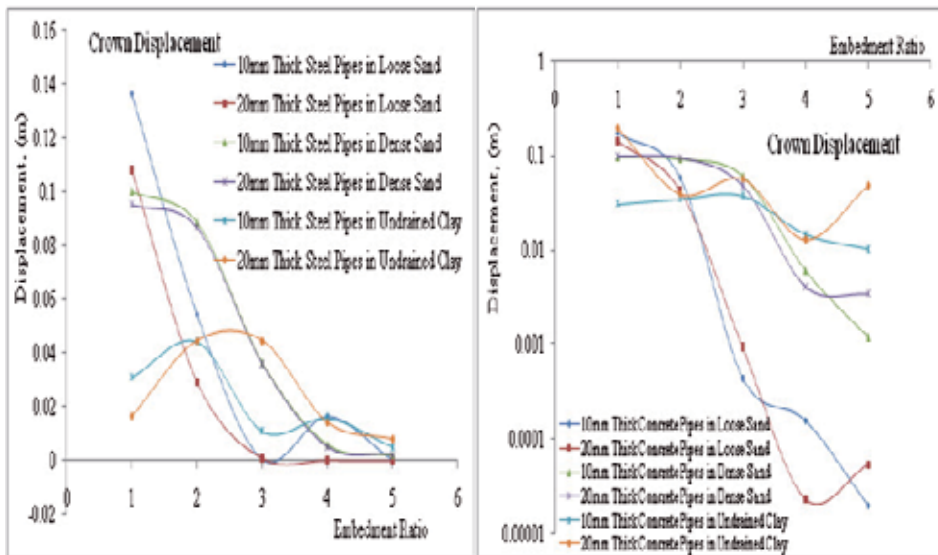 Crown Displacement
0.16
0.14
0.12
0.1
0.08
0.06
0.04
0.02
0
-0.02
Displacement. (m)
10mm Thick Steel Pipes in Loose Sand
20mm Thick Steel Pipes in Loose Sand
10mm Thick Steel Pipes in Dense Sand
20mm Thick Steel Pipes in Dense Sand
10mm Thick Steel Pipes in Undrained Clay
20mm Thick Steel Pipes in Undrained Clay
0 1 2 3 4 5 6
Embedment Ratio
Embedment Ratio
0 1 2 3 4 5 6
1
0.1
0.01
0.001
0.0001
0.00001
Displacement, (m)
Crown Displacement
10mm Thick Concrete Pipes in Loose Sand
20mm Thick Concrete Pipes in Loose Sand
10mm Thick Concrete Pipes in Dense Sand
20mm Thick Concrete Pipes in Dense Sand
10mm Thick Concrete Pipes in Undrained Clay
20mm Thick Concrete Pipes in Undrained Clay